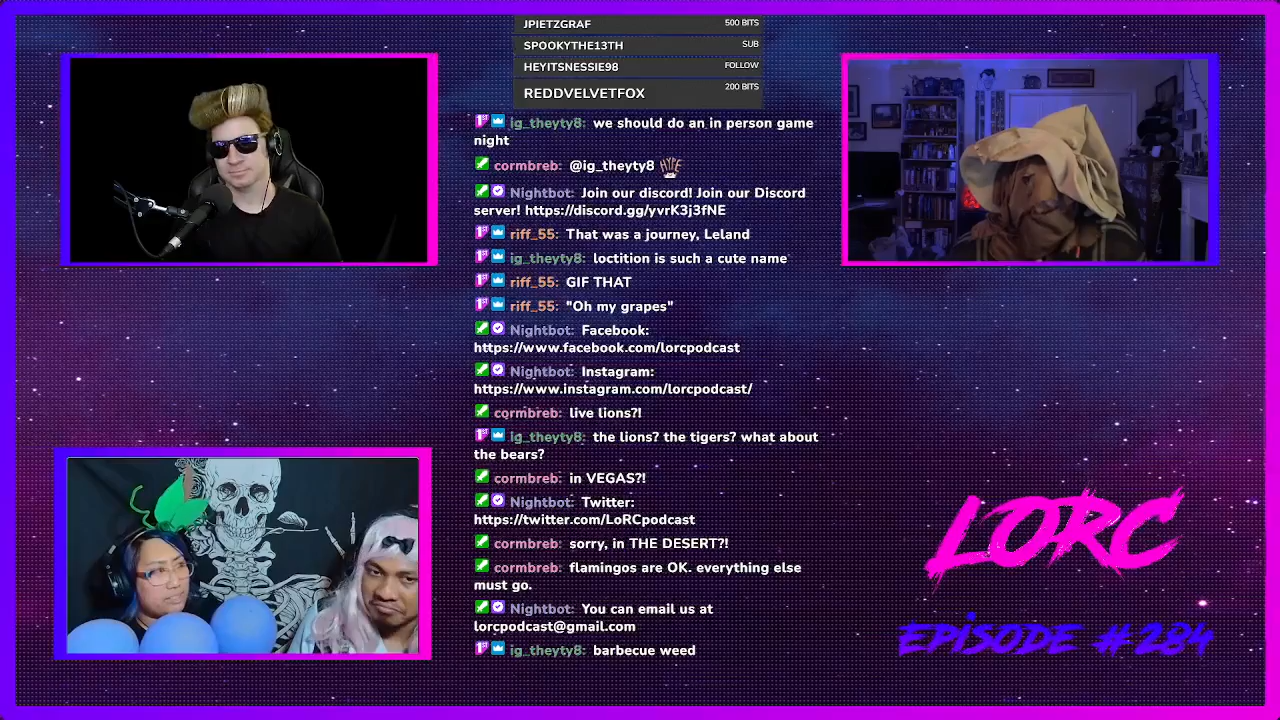 JPIETZGRAF 500 BITS
SPOOKYTHE13TH SUB
HEYITSNESSIE98 FOLLOW
REDDVELVETFOX 200 BITS
ig_theyty8: we should do an in person game
night
cormbreb: @ig_theyty8 HYPE
Nightbot: Join our discord! Join our Discord
server! https://discord.gg/yvrK3j3fNE
riff_55: That was a journey, Leland
ig_theyty8: loctition is such a cute name
riff_55: GIF THAT
riff_55: "Oh my grapes"
Nightbot: Facebook:
https://www.facebook.com/lorcpodcast
Nightbot: Instagram:
https://www.instagram.com/lorcpodcast/
cormbreb: live lions?!
ig_theyty8: the lions? the tigers? what about
the bears?
cormbreb: in VEGAS?!
Nightbot: Twitter:
https://twitter.com/LoRCpodcast
cormbreb: sorry, in THE DESERT?!
cormbreb: flamingos are OK. everything else
must go.
Nightbot: You can email us at
lorcpodcast@gmail.com
ig_theyty8: barbecue weed
LORC
EPISODE #284